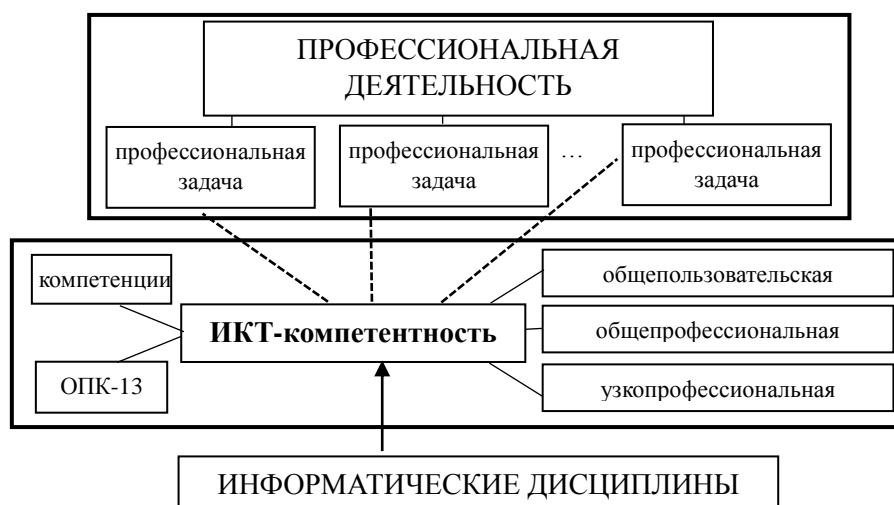 ПРОФЕССИОНАЛЬНАЯ
ДЕЯТЕЛЬНОСТЬ
профессиональная
задача
профессиональная
задача
…
профессиональная
задача
компетенции
ОПК-13
ИКТ-компетентность
общепользовательская
общепрофессиональная
узкопрофессиональная
ИНФОРМАТИЧЕСКИЕ ДИСЦИПЛИНЫ